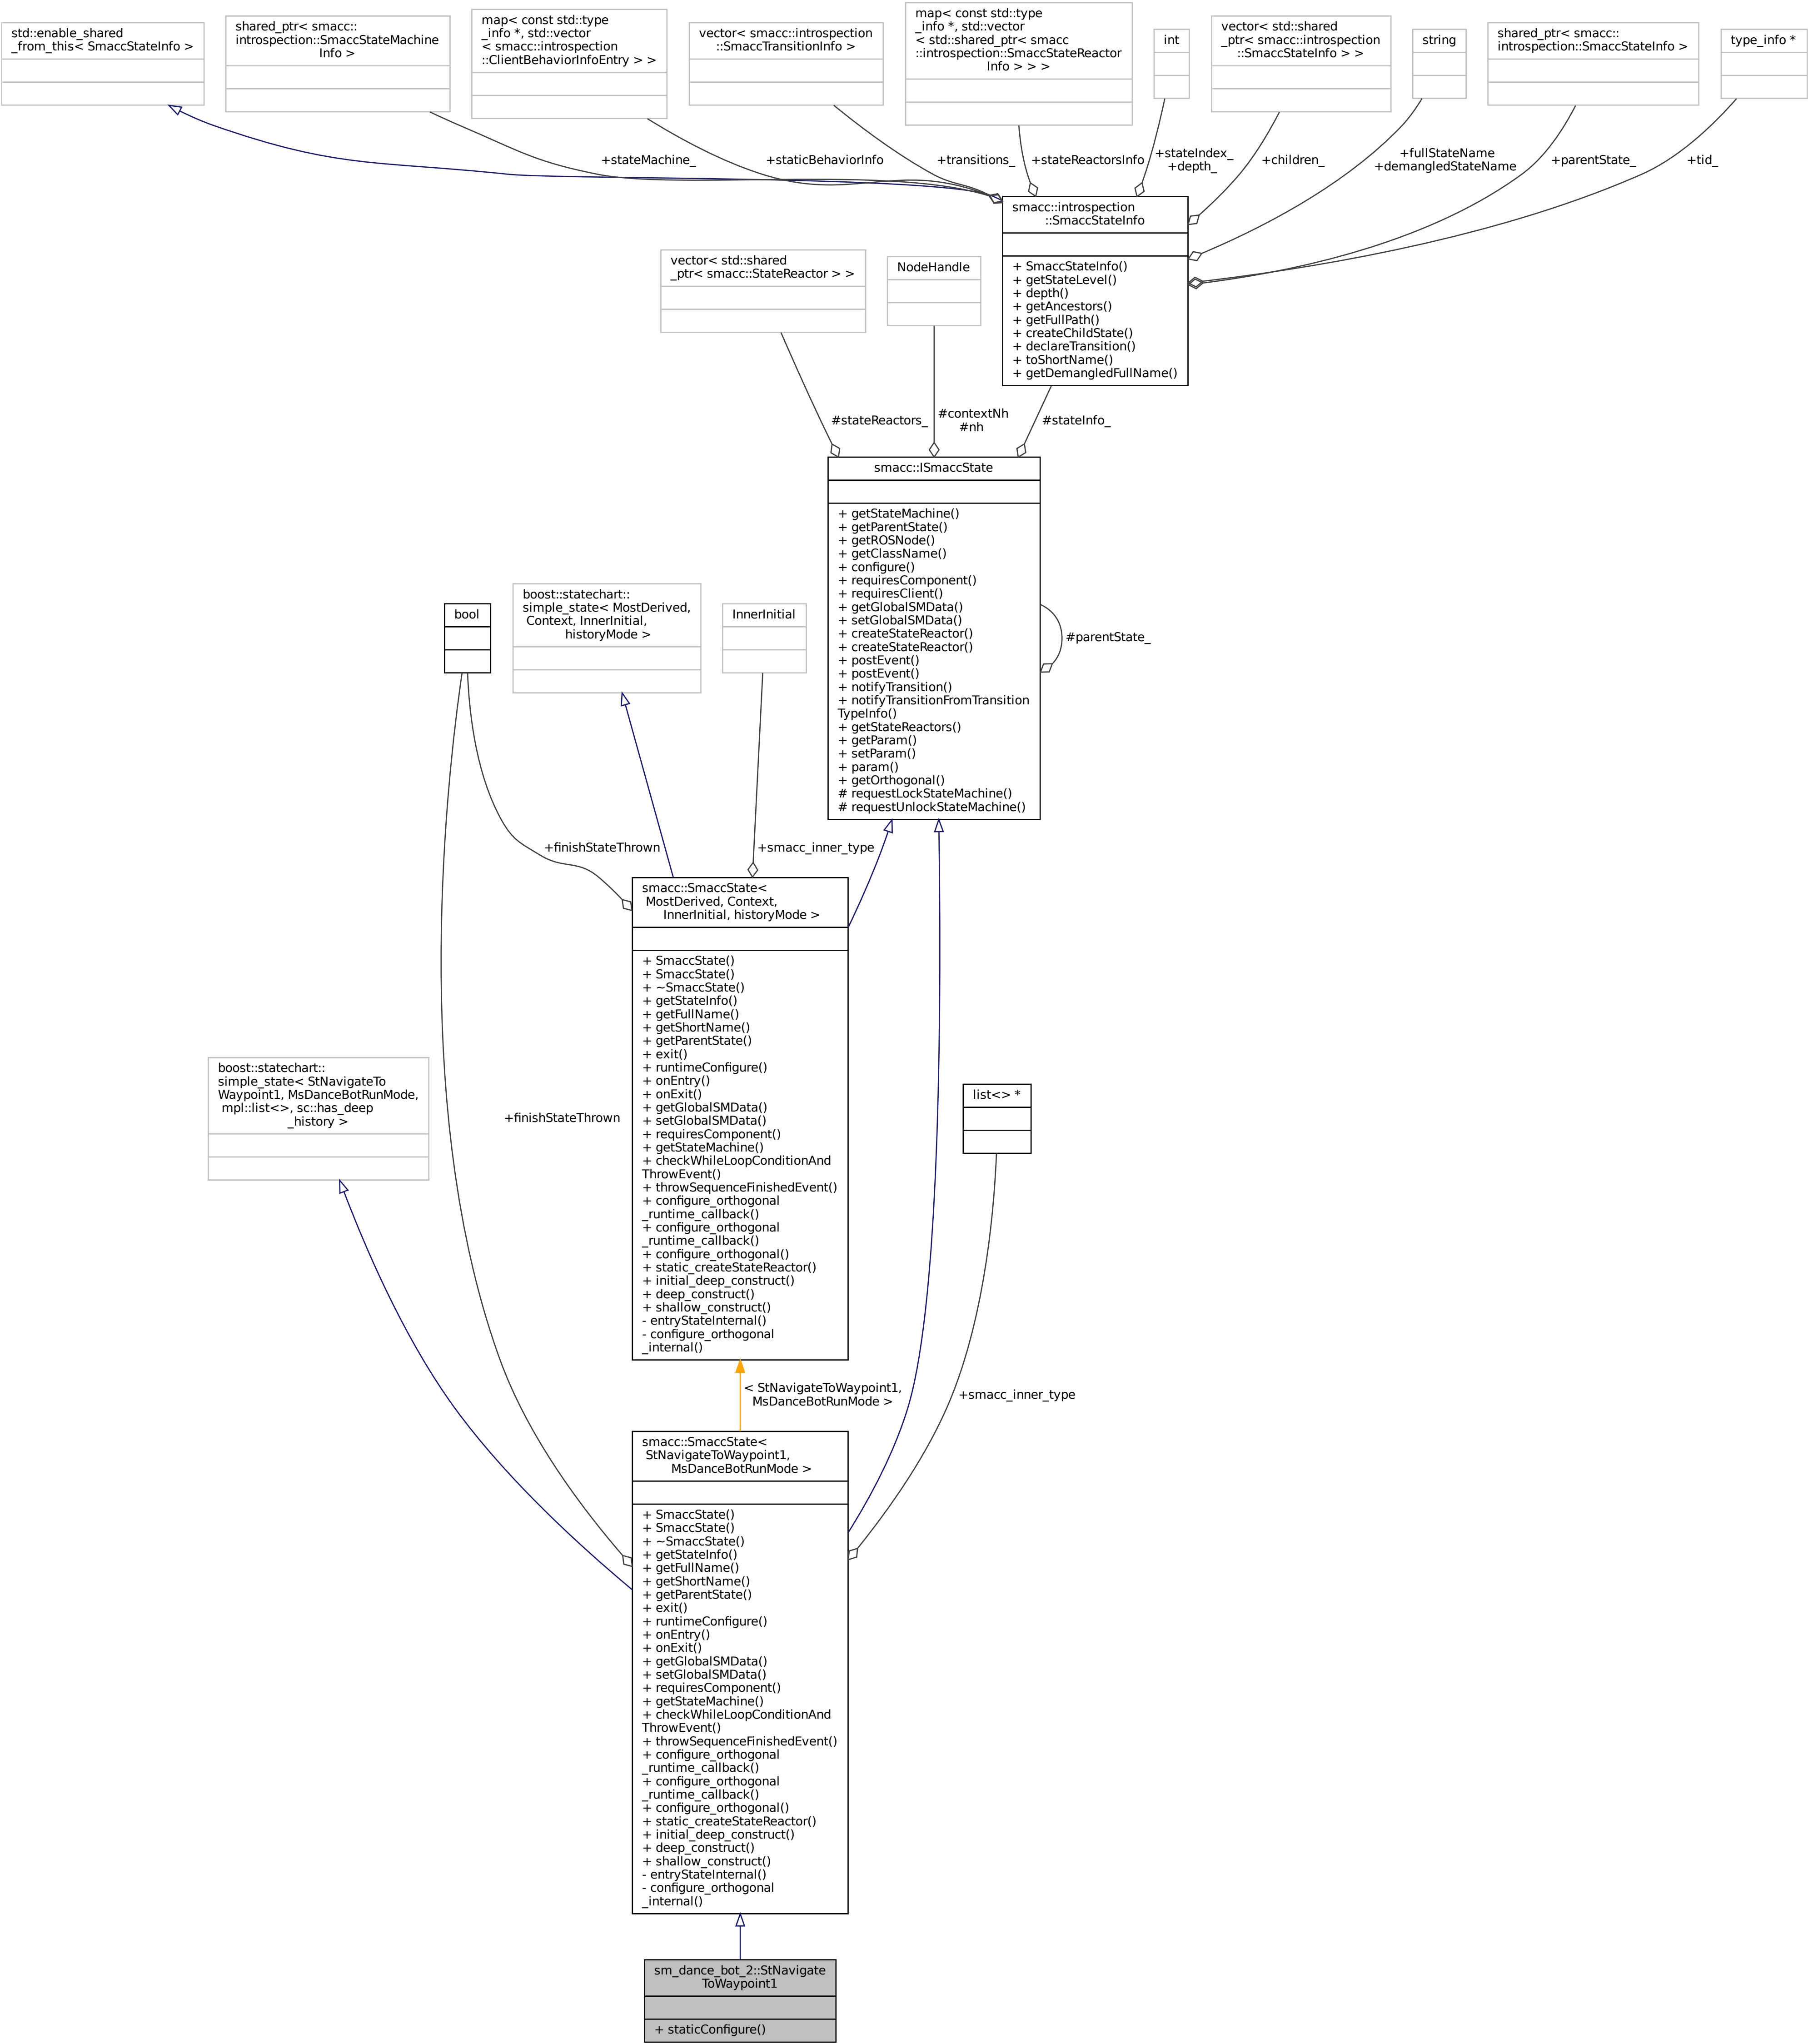 std::enable_shared
_from_this< SmaccStateInfo >
shared_ptr< smacc::
introspection::SmaccStateMachine
Info >
map< const std::type
_info *, std::vector
< smacc::introspection
::ClientBehaviorInfoEntry > >
vector< smacc::introspection
::SmaccTransitionInfo >
map< const std::type
_info *, std::vector
< std::shared_ptr< smacc
::introspection::SmaccStateReactor
Info > > >
int
vector< std::shared
_ptr< smacc::introspection
::SmaccStateInfo > >
string
shared_ptr< smacc::
introspection::SmaccStateInfo >
type_info *
+stateMachine_
+staticBehaviorInfo
+transitions_
+stateReactorsInfo
+stateIndex_
+depth_
+children_
+fullStateName
+demangledStateName
+parentState_
+tid_
smacc::introspection
::SmaccStateInfo
+ SmaccStateInfo()
+ getStateLevel()
+ depth()
+ getAncestors()
+ getFullPath()
+ createChildState()
+ declareTransition()
+ toShortName()
+ getDemangledFullName()
vector< std::shared
_ptr< smacc::StateReactor > >
NodeHandle
#stateReactors_
#contextNh
#nh
#stateInfo_
smacc::ISmaccState
+ getStateMachine()
+ getParentState()
+ getROSNode()
+ getClassName()
+ configure()
+ requiresComponent()
+ requiresClient()
+ getGlobalSMData()
+ setGlobalSMData()
+ createStateReactor()
+ createStateReactor()
+ postEvent()
+ postEvent()
+ notifyTransition()
+ notifyTransitionFromTransition
TypeInfo()
+ getStateReactors()
+ getParam()
+ setParam()
+ param()
+ getOrthogonal()
# requestLockStateMachine()
# requestUnlockStateMachine()
#parentState_
bool
boost::statechart::
simple_state< MostDerived,
Context, InnerInitial,
historyMode >
InnerInitial
+finishStateThrown
+smacc_inner_type
smacc::SmaccState<
MostDerived, Context,
InnerInitial, historyMode >
+ SmaccState()
+ SmaccState()
+ ~SmaccState()
+ getStateInfo()
+ getFullName()
+ getShortName()
+ getParentState()
+ exit()
+ runtimeConfigure()
+ onEntry()
+ onExit()
+ getGlobalSMData()
+ setGlobalSMData()
+ requiresComponent()
+ getStateMachine()
+ checkWhileLoopConditionAnd
ThrowEvent()
+ throwSequenceFinishedEvent()
+ configure_orthogonal
_runtime_callback()
+ configure_orthogonal
_runtime_callback()
+ configure_orthogonal()
+ static_createStateReactor()
+ initial_deep_construct()
+ deep_construct()
+ shallow_construct()
- entryStateInternal()
- configure_orthogonal
_internal()
boost::statechart::
simple_state< StNavigateTo
Waypoint1, MsDanceBotRunMode,
mpl::list<>, sc::has_deep
_history >
+finishStateThrown
list<> *
< StNavigateToWaypoint1,
MsDanceBotRunMode >
+smacc_inner_type
smacc::SmaccState<
StNavigateToWaypoint1,
MsDanceBotRunMode >
+ SmaccState()
+ SmaccState()
+ ~SmaccState()
+ getStateInfo()
+ getFullName()
+ getShortName()
+ getParentState()
+ exit()
+ runtimeConfigure()
+ onEntry()
+ onExit()
+ getGlobalSMData()
+ setGlobalSMData()
+ requiresComponent()
+ getStateMachine()
+ checkWhileLoopConditionAnd
ThrowEvent()
+ throwSequenceFinishedEvent()
+ configure_orthogonal
_runtime_callback()
+ configure_orthogonal
_runtime_callback()
+ configure_orthogonal()
+ static_createStateReactor()
+ initial_deep_construct()
+ deep_construct()
+ shallow_construct()
- entryStateInternal()
- configure_orthogonal
_internal()
sm_dance_bot_2::StNavigate
ToWaypoint1
+ staticConfigure()